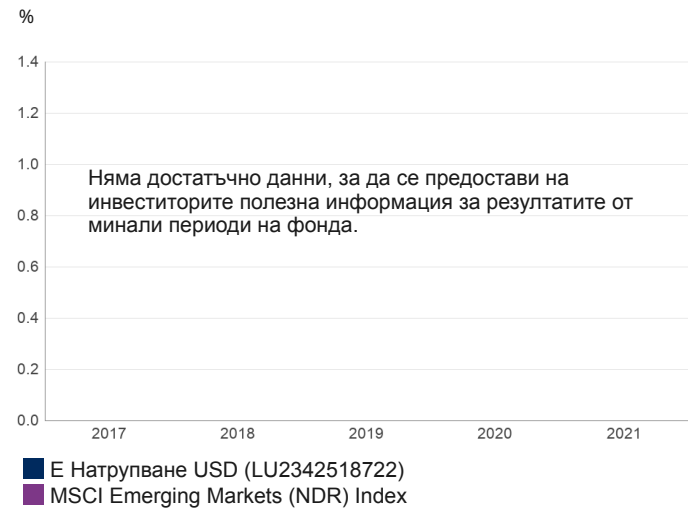 %
1.4
1.2
1.0
Няма достатъчно данни, за да се предостави на
инвеститорите полезна информация за резултатите от
0.8
минали периоди на фонда.
0.6
0.4
0.2
0.0
2017 2018 2019 2020 2021
Е Натрупване USD (LU2342518722)
MSCI Emerging Markets (NDR) Index